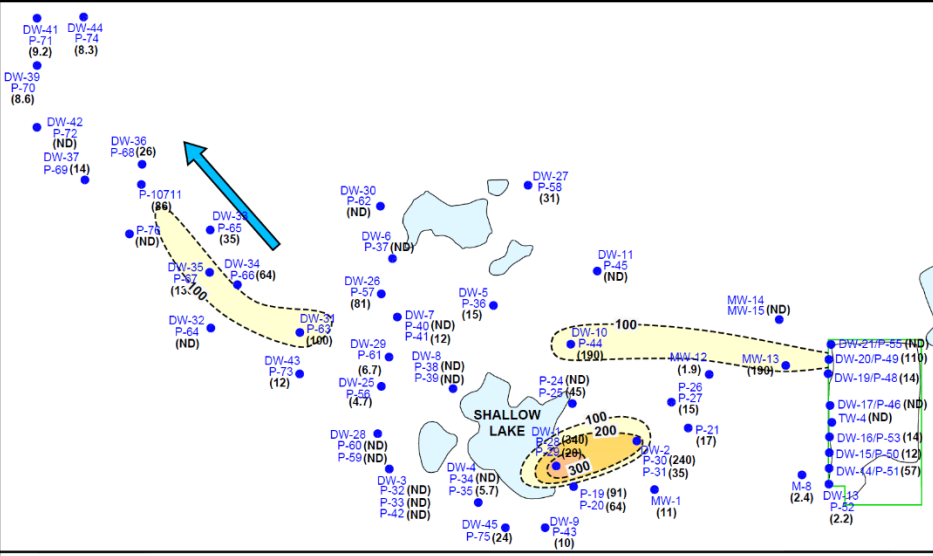 DW-41
P-71
(9.2)
DW-44
P-74
(8.3)
DW-39
P-70
(8.6)
DW-42
P-72
(ND)
DW-36
P-68 (26)
DW-37
P-69 (14)
P-10711
(86)
P-76
(ND)
DW-33
P-65
(35)
DW-35
P-67
DW-34
P-66 (64)
100
DW-32
P-64
(ND)
DW-31
P-63
(100)
DW-43
P-73
(12)
DW-30
P-62
(ND)
DW-6
P-37 (ND)
DW-26
P-57
(81)
DW-7
P-40 (ND)
P-41 (12)
DW-29
P-61
(6.7)
DW-8
P-38 (ND)
P-39 (ND)
DW-25
P-56
(4.7)
DW-28
P-60 (ND)
P-59 (ND)
DW-3
P-32 (ND)
P-33 (ND)
P-42 (ND)
DW-4
P-34 (ND)
P-35 (5.7)
DW-45
P-75 (24)
DW-9
P-43
(10)
DW-27
P-58
(31)
DW-11
P-45
(ND)
DW-5
P-36
(15)
100
DW-10
P-44
(190)
MW-14
MW-15 (ND)
MW-12
(1.9)
MW-13
(190)
P-24 (ND)
P-25 (45)
P-26
P-27
(15)
P-21
(17)
SHALLOW
LAKE
100
200
300
DW-1
P-28 (340)
P-29 (20)
DW-2
P-30 (240)
P-31 (35)
P-19 (91)
P-20 (64)
MW-1
(11)
DW-21/P-55 (ND)
DW-20/P-49 (110)
DW-19/P-48 (14)
DW-17/P-46 (ND)
TW-4 (ND)
DW-16/P-53 (14)
DW-15/P-50 (12)
DW-14/P-51 (57)
M-8
(2.4)
DW-13
P-52
(2.2)